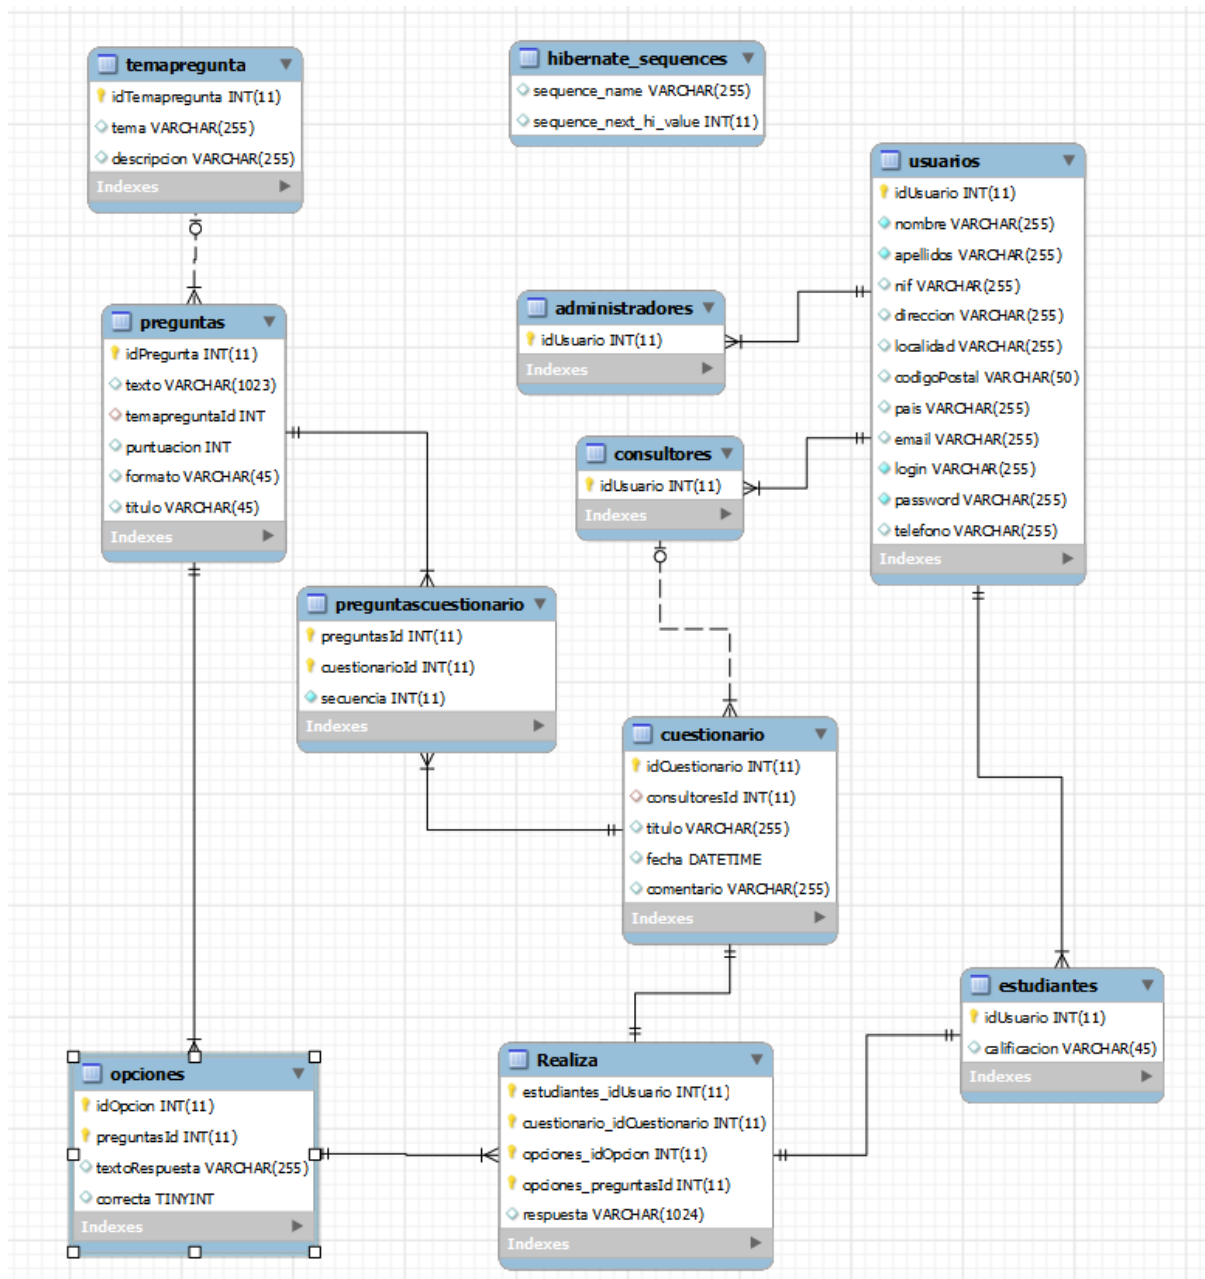 temapregunta
idTemapregunta INT(11)
tema VARCHAR(255)
descripcion VARCHAR(255)
Indexes
hibernate_sequences
sequence_name VARCHAR(255)
sequence_next_hi_value INT(11)
usuarios
idUsuario INT(11)
nombre VARCHAR(255)
apellidos VARCHAR(255)
nif VARCHAR(255)
direccion VARCHAR(255)
localidad VARCHAR(255)
codigoPostal VARCHAR(50)
pais VARCHAR(255)
email VARCHAR(255)
login VARCHAR(255)
password VARCHAR(255)
telefono VARCHAR(255)
Indexes
administradores
idUsuario INT(11)
Indexes
preguntas
idPregunta INT(11)
texto VARCHAR(1023)
temapreguntaId INT
puntuacion INT
formato VARCHAR(45)
titulo VARCHAR(45)
Indexes
consultores
idUsuario INT(11)
Indexes
preguntascuestionario
preguntasId INT(11)
cuestionarioId INT(11)
secuencia INT(11)
Indexes
cuestionario
idCuestionario INT(11)
consultoresId INT(11)
titulo VARCHAR(255)
fecha DATETIME
comentario VARCHAR(255)
Indexes
estudiantes
idUsuario INT(11)
calificacion VARCHAR(45)
Indexes
opciones
idOpcion INT(11)
preguntasId INT(11)
textoRespuesta VARCHAR(255)
correcta TINYINT
Indexes
Realiza
estudiantes_idUsuario INT(11)
cuestionario_idCuestionario INT(11)
opciones_idOpcion INT(11)
opciones_preguntasId INT(11)
respuesta VARCHAR(1024)
Indexes